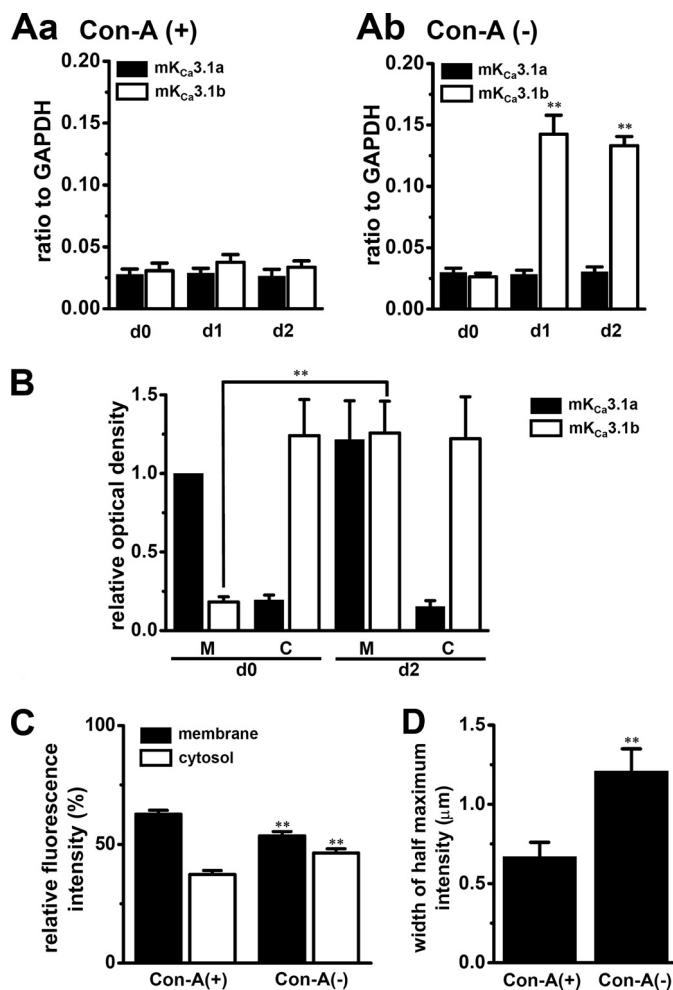 Aa Con-A (+)
mKCa3.1a
mKCa3.1b
ratio to GAPDH
0.20
0.15
0.10
0.05
0.00
d0 d1 d2
Ab Con-A (-)
mKCa3.1a
mKCa3.1b
ratio to GAPDH
0.20
0.15
0.10
0.05
0.00
** **
d0 d1 d2
B
**
mKCa3.1a
mKCa3.1b
relative optical density
1.5
1.0
0.5
0.0
M C M C
d0 d2
C
membrane
cytosol
relative fluorescence
intensity (%)
100
50
0
** **
Con-A(+) Con-A(-)
D
width of half maximum
intensity (μm)
1.5
1.0
0.5
0.0
**
Con-A(+) Con-A(-)